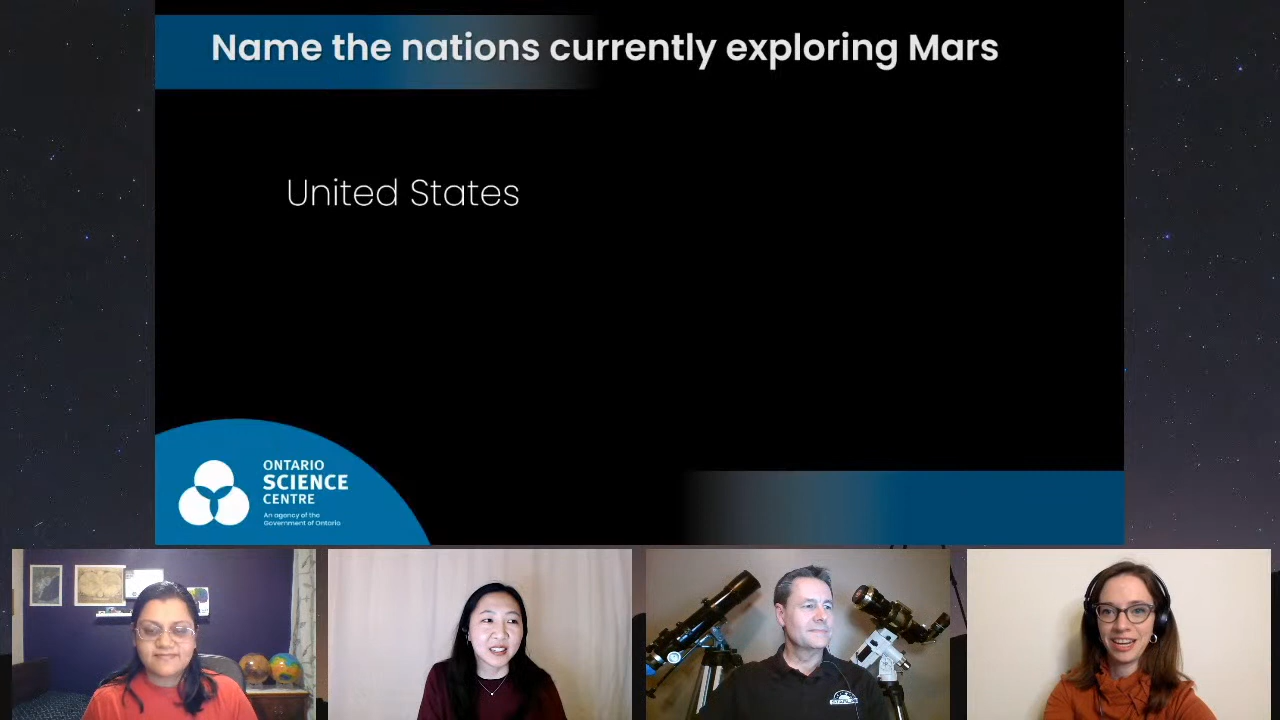 Name the nations currently exploring Mars
United States
ONTARIO
SCIENCE
CENTRE
An agency of the
Government of Ontario